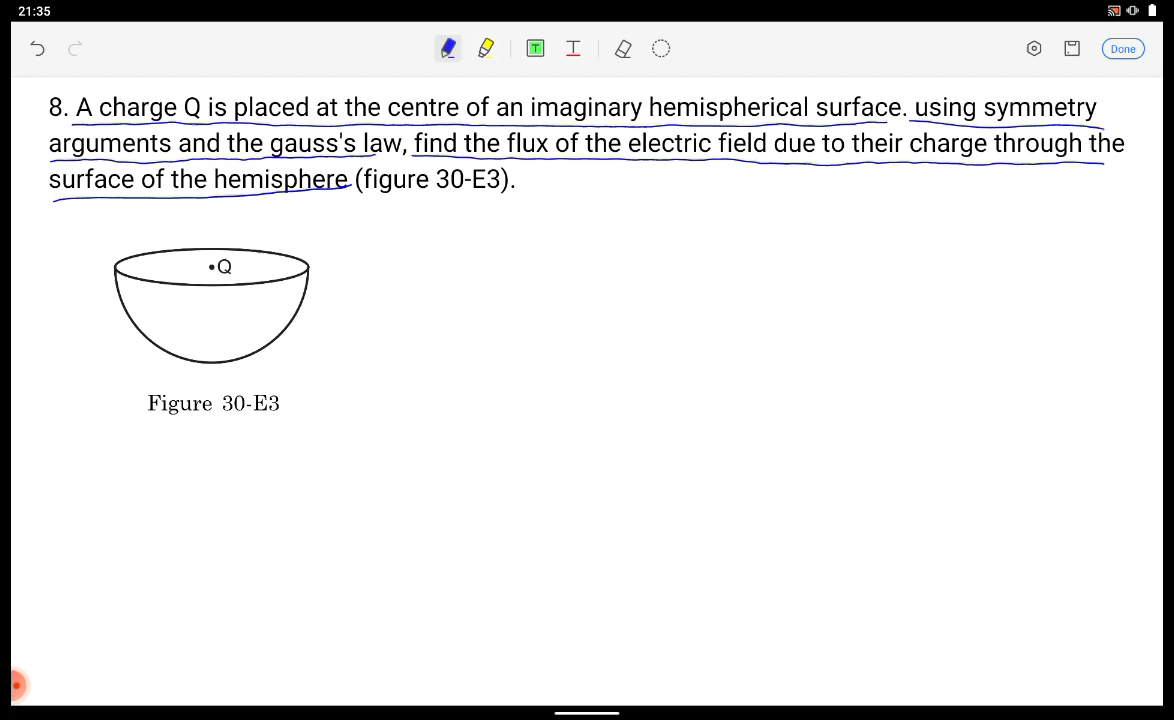 21:35
T T
Done
8. A charge Q is placed at the centre of an imaginary hemispherical surface. using symmetry
arguments and the gauss's law, find the flux of the electric field due to their charge through the
surface of the hemisphere (figure 30-E3).
•Q
Figure 30-E3